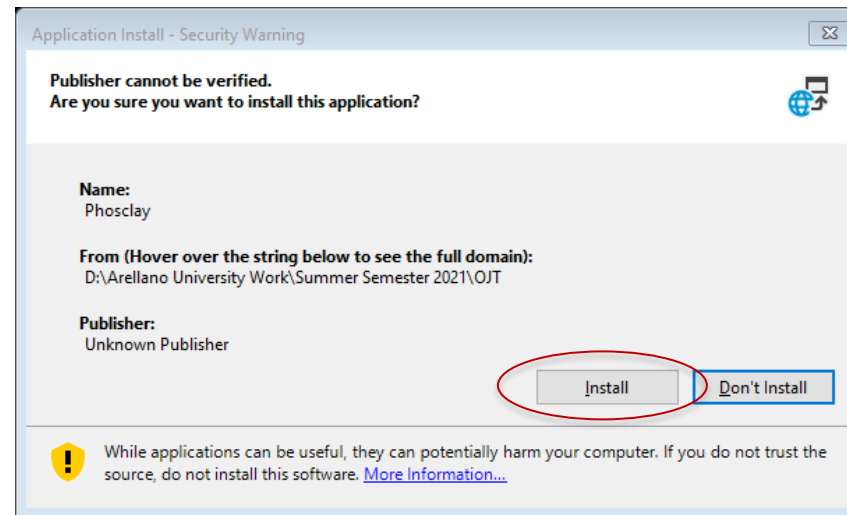 Application Install - Security Warning
Publisher cannot be verified.
Are you sure you want to install this application?
Name:
Phosclay
From (Hover over the string below to see the full domain):
D:\Arellano University Work\Summer Semester 2021\OJT
Publisher:
Unknown Publisher
Install Don't Install
While applications can be useful, they can potentially harm your computer. If you do not trust the
source, do not install this software. More Information...